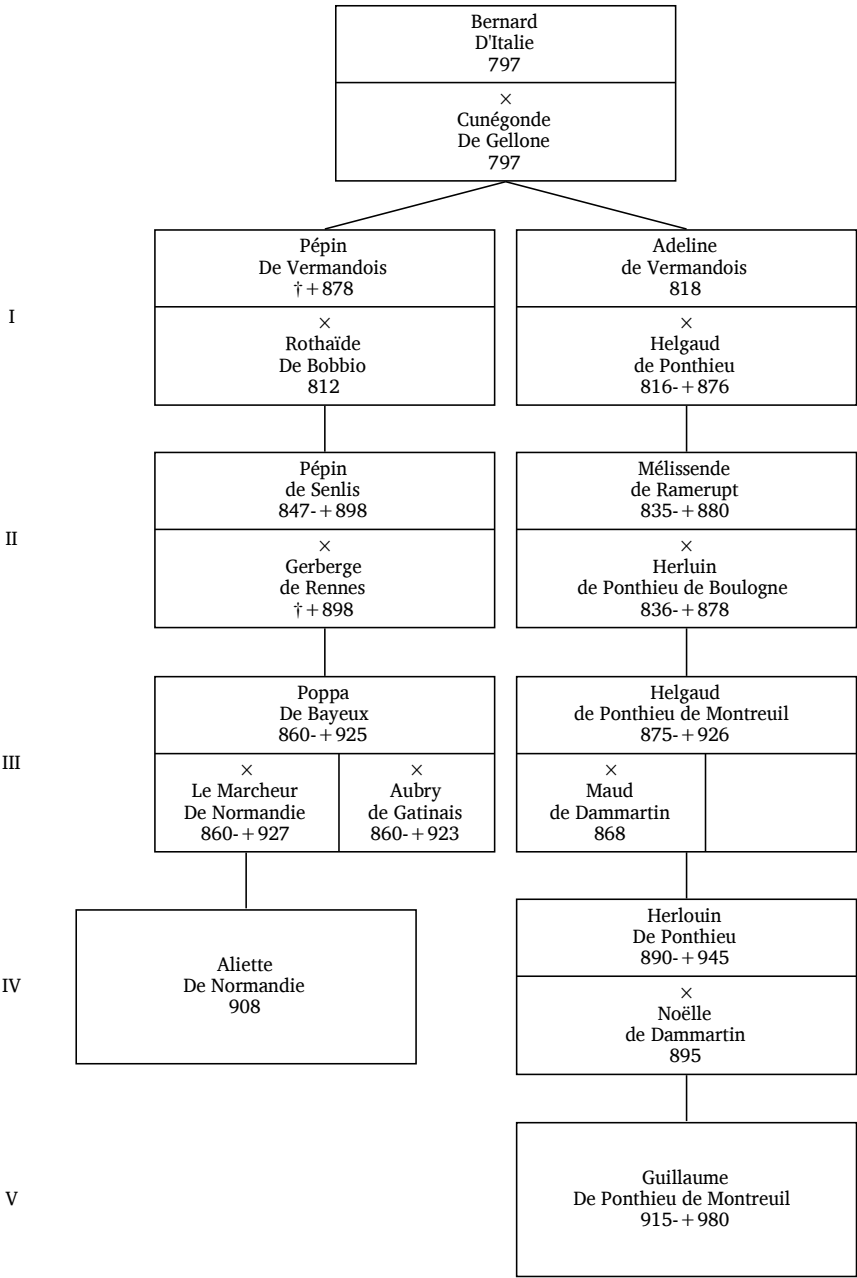 Bernard
D'Italie
797
×
Cunégonde
De Gellone
797
I
Pépin
De Vermandois
†+878
×
Rothaïde
De Bobbio
812
Adeline
de Vermandois
818
×
Helgaud
de Ponthieu
816-+876
II
Pépin
de Senlis
847-+898
×
Gerberge
de Rennes
†+898
Mélissende
de Ramerupt
835-+880
×
Herluin
de Ponthieu de Boulogne
836-+878
III
Poppa
De Bayeux
860-+925
×
Le Marcheur
De Normandie
860-+927
×
Aubry
de Gatinais
860-+923
Helgaud
de Ponthieu de Montreuil
875-+926
×
Maud
de Dammartin
868
IV
Aliette
De Normandie
908
Herlouin
De Ponthieu
890-+945
×
Noëlle
de Dammartin
895
V
Guillaume
De Ponthieu de Montreuil
915-+980